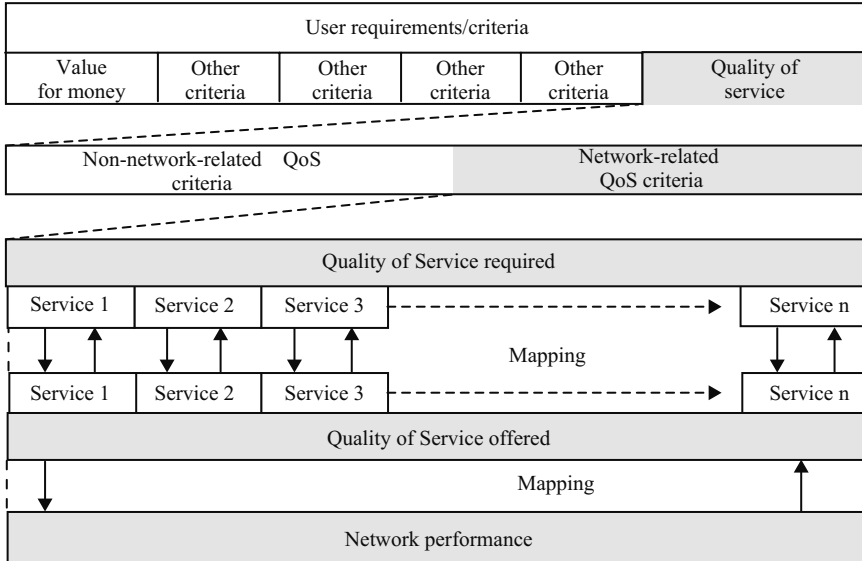 User requirements/criteria
Value
for money
Other
criteria
Other
criteria
Other
criteria
Other
criteria
Quality of
service
Non-network-related QoS
criteria
Network-related
QoS criteria
Quality of Service required
Service 1
Service 2
Service 3
Service n
Mapping
Service 1
Service 2
Service 3
Service n
Quality of Service offered
Mapping
Network performance